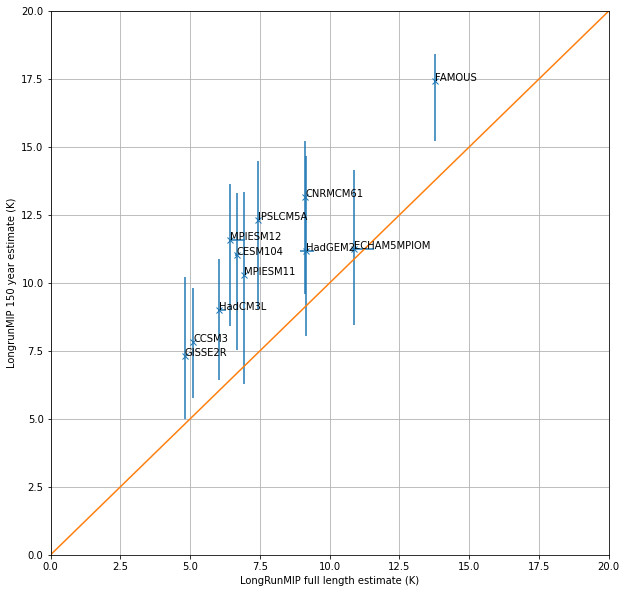 20.0
17.5
15.0
12.5
10.0
7.5
5.0
2.5
0.0
LongrunMIP 150 year estimate (K)
FAMOUS
CNRMCM61
IPSLCM5A
MPIESM12
HadGEM2
ECHAM5MPIOM
CESM104
MPIESM11
HadCM3L
CCSM3
GISSE2R
0.0 2.5 5.0 7.5 10.0 12.5 15.0 17.5 20.0
LongRunMIP full length estimate (K)